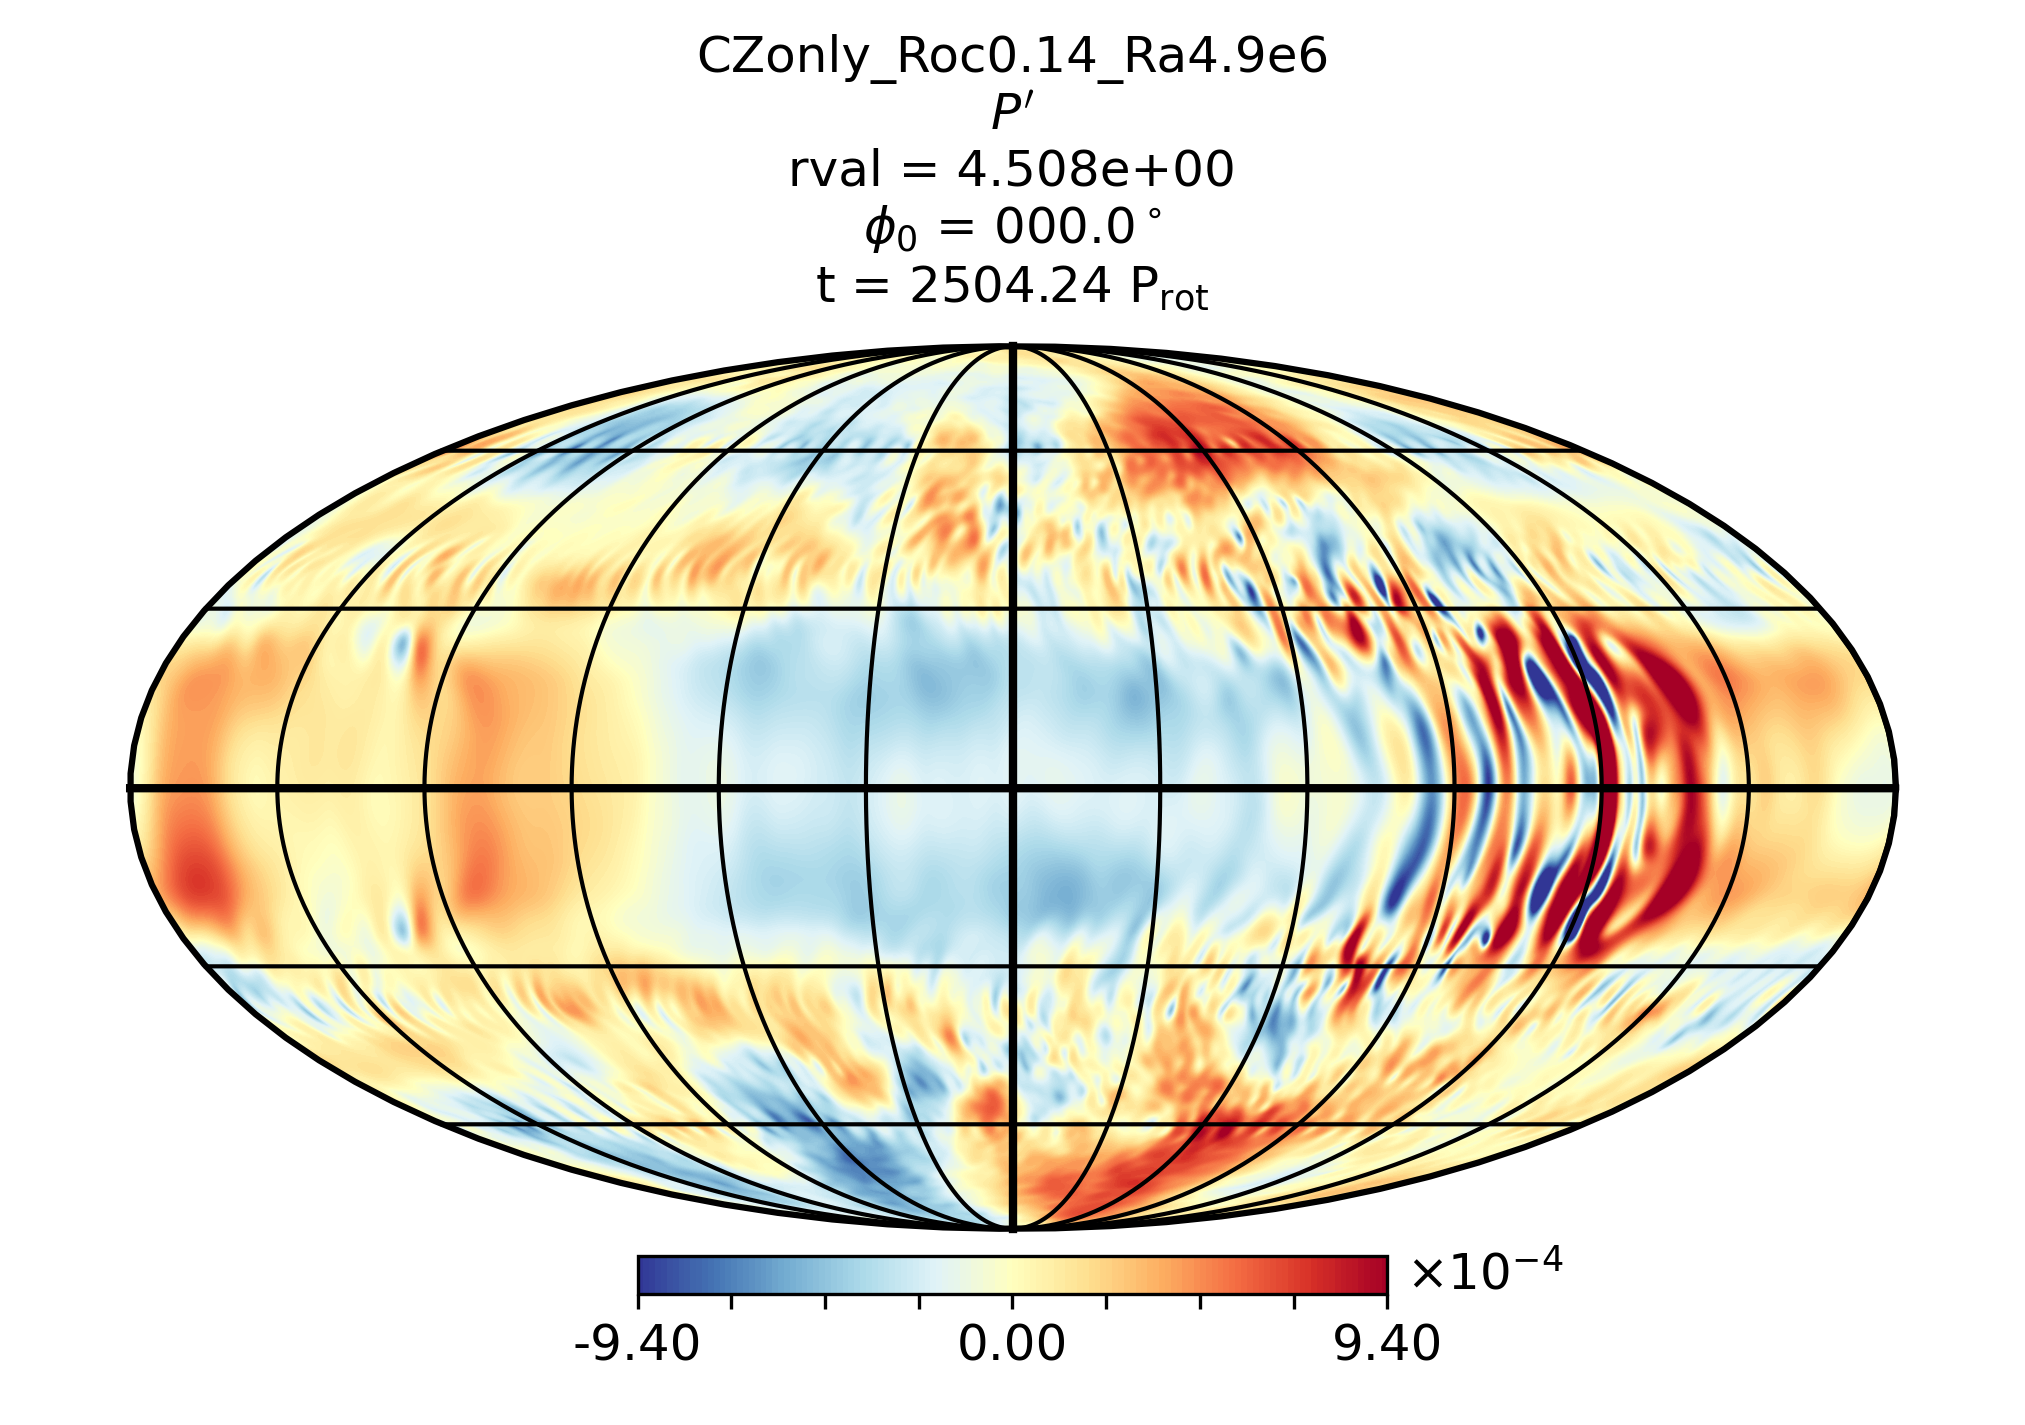 CZonly_Roc0.14_Ra4.9e6
P′
rval = 4.508e+00
ϕ₀ = 000.0°
t = 2504.24 P_rot
×10⁻⁴
-9.40 0.00 9.40